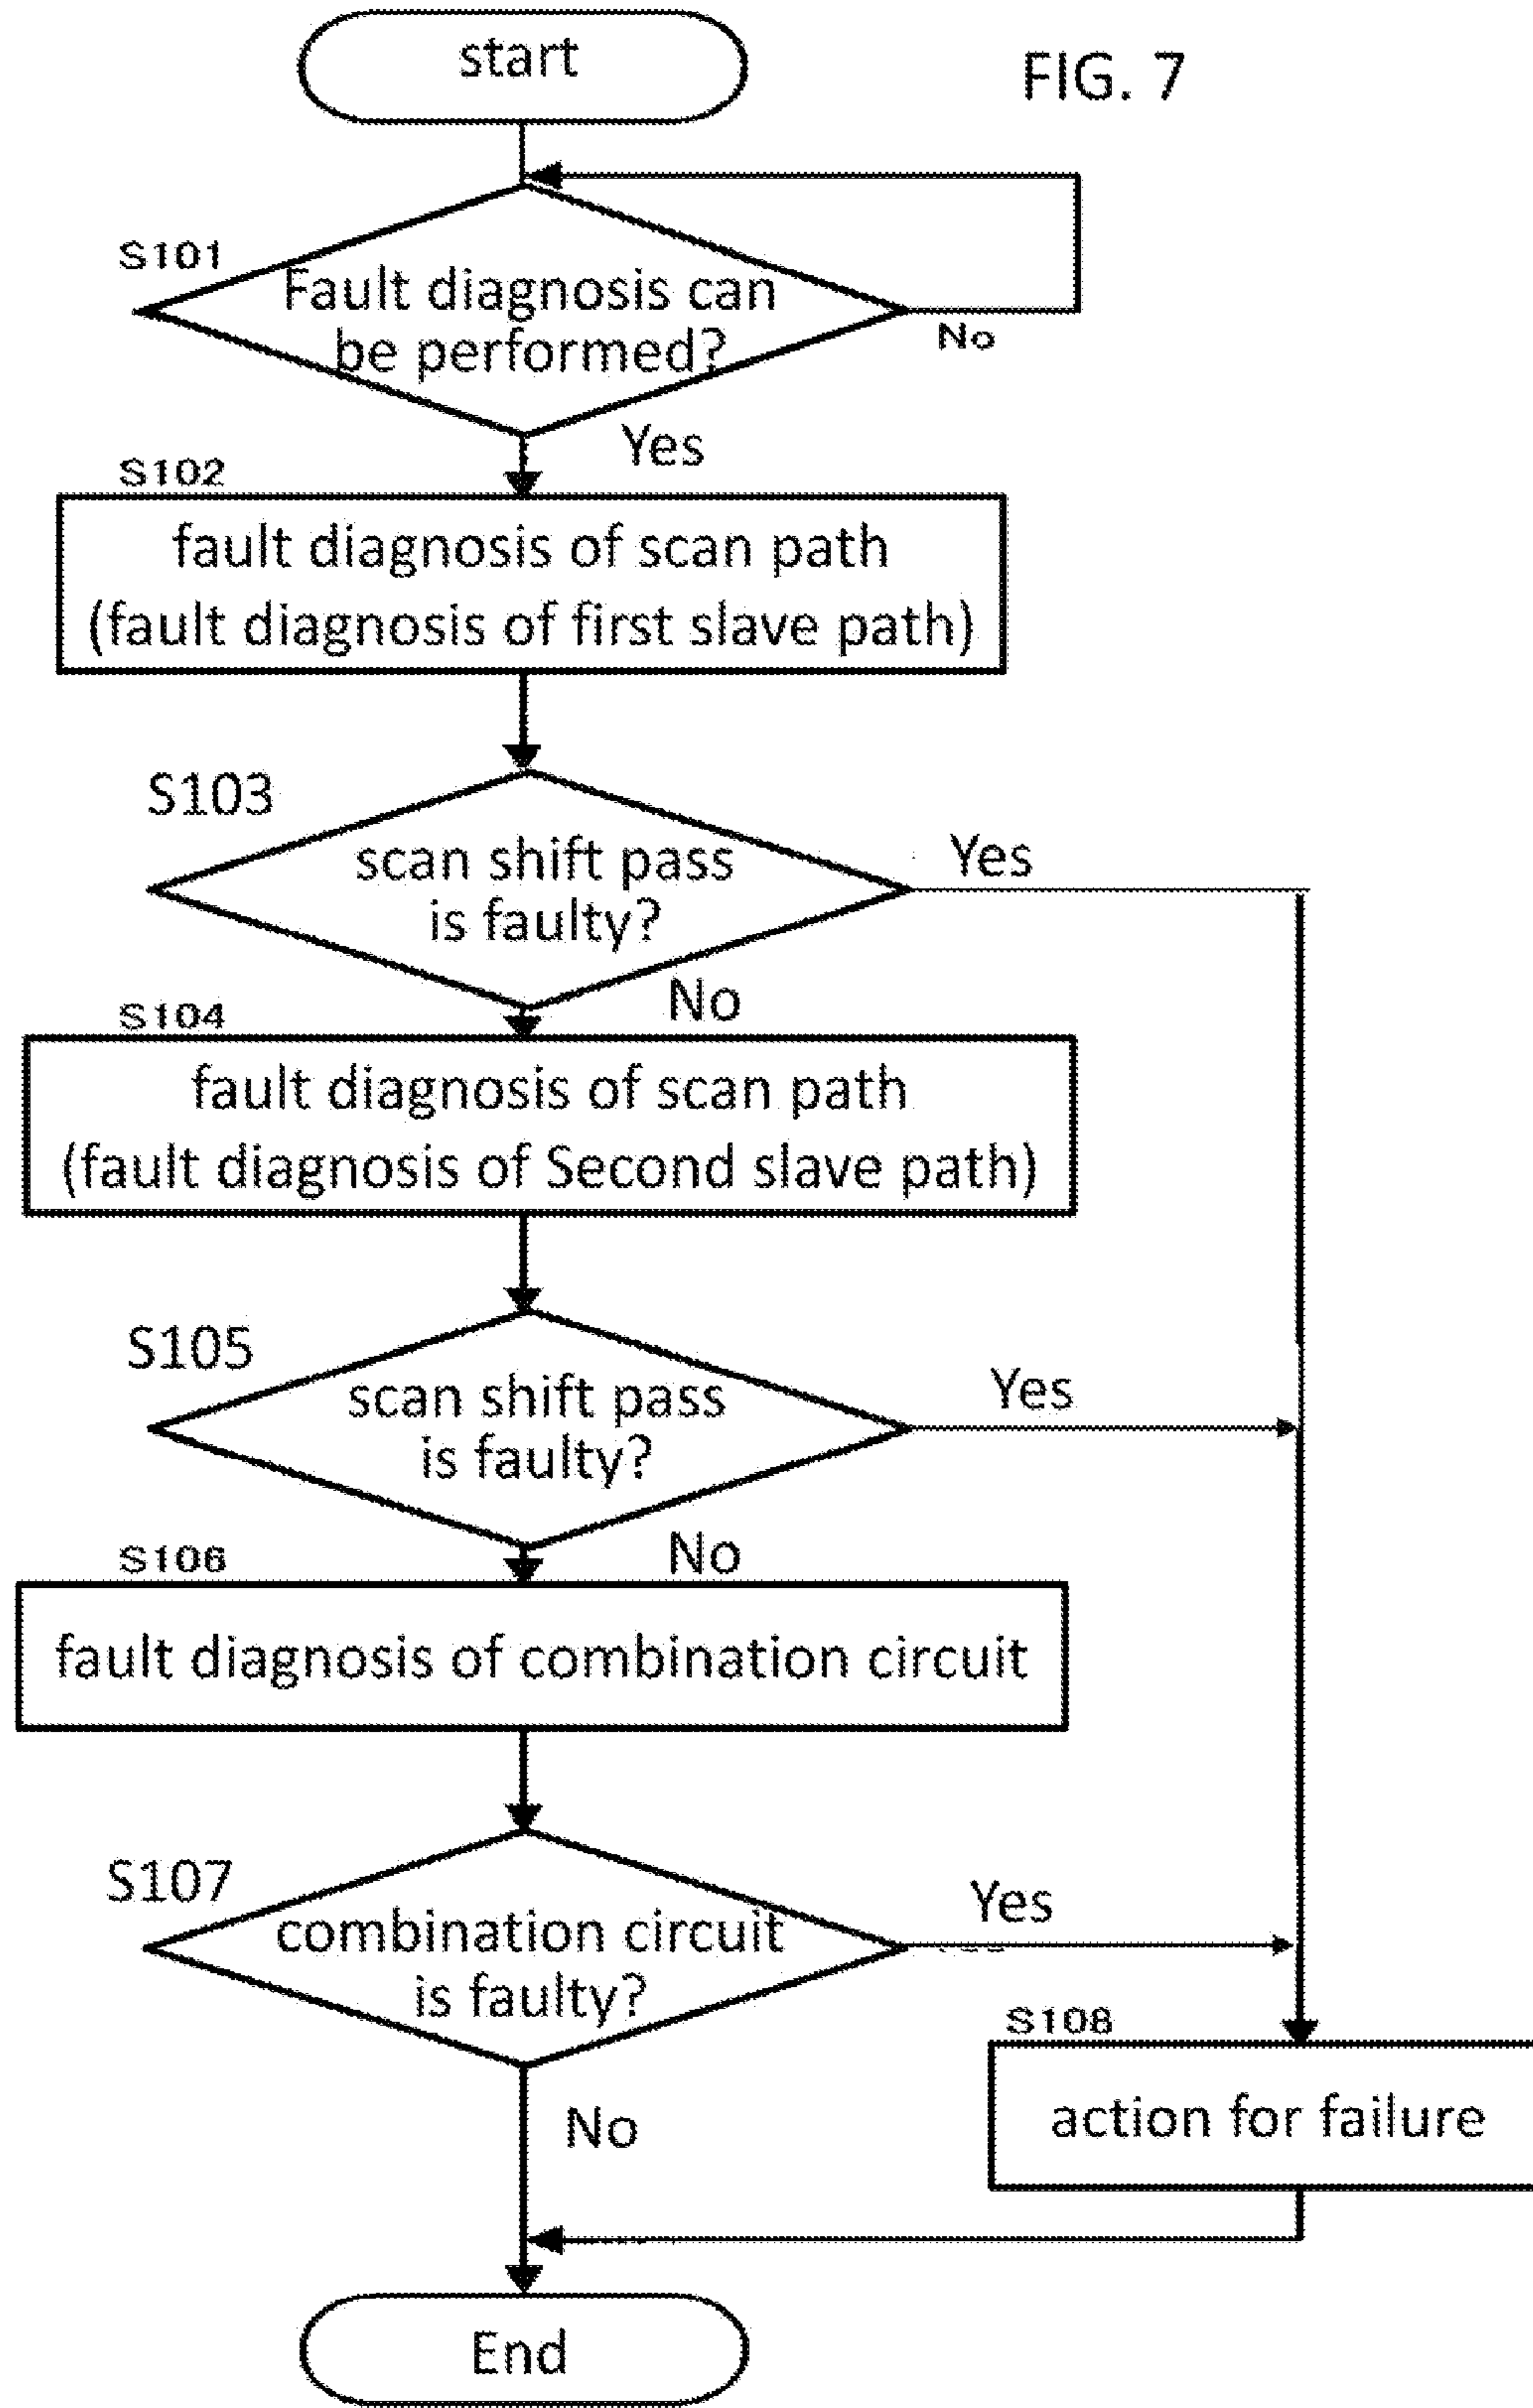 start
FIG. 7
S101
Fault diagnosis can
be performed?
No
Yes
S102
fault diagnosis of scan path
(fault diagnosis of first slave path)
S103
scan shift pass
is faulty?
Yes
No
S104
fault diagnosis of scan path
(fault diagnosis of Second slave path)
S105
scan shift pass
is faulty?
Yes
No
S106
fault diagnosis of combination circuit
S107
combination circuit
is faulty?
Yes
No
S108
action for failure
End